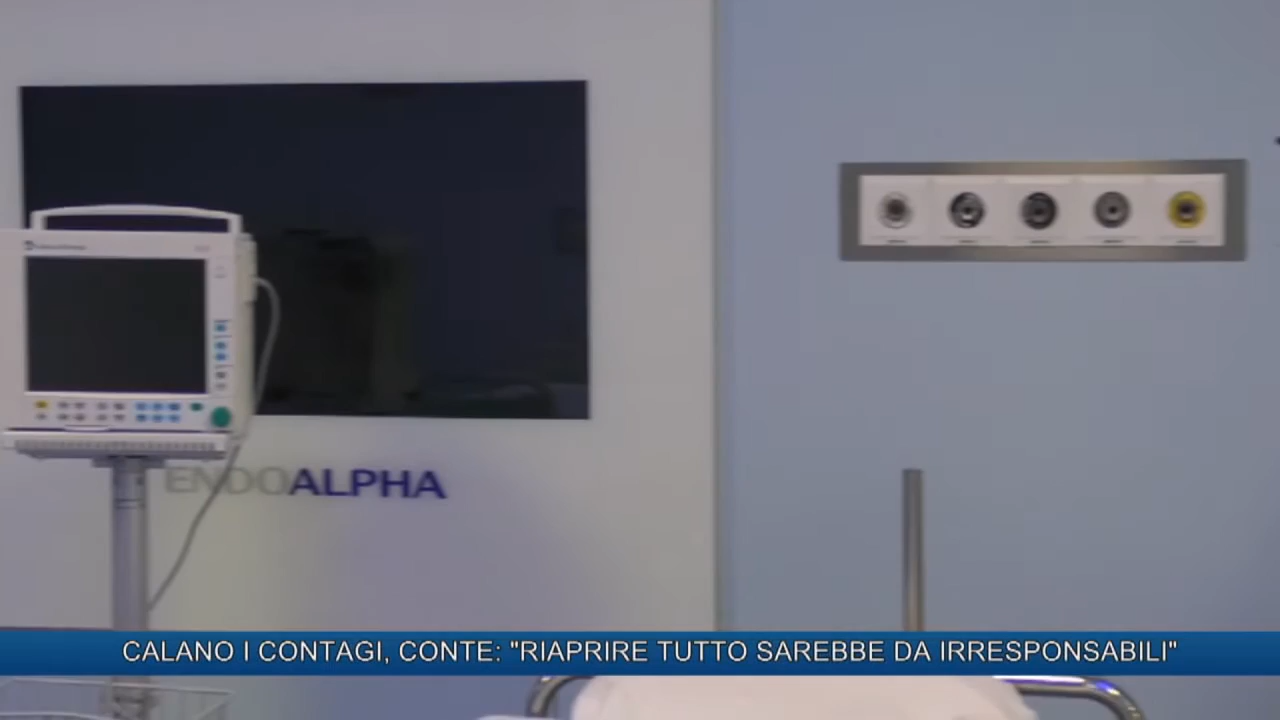 ENDOALPHA
CALANO I CONTAGI, CONTE: "RIAPRIRE TUTTO SAREBBE DA IRRESPONSABILI"